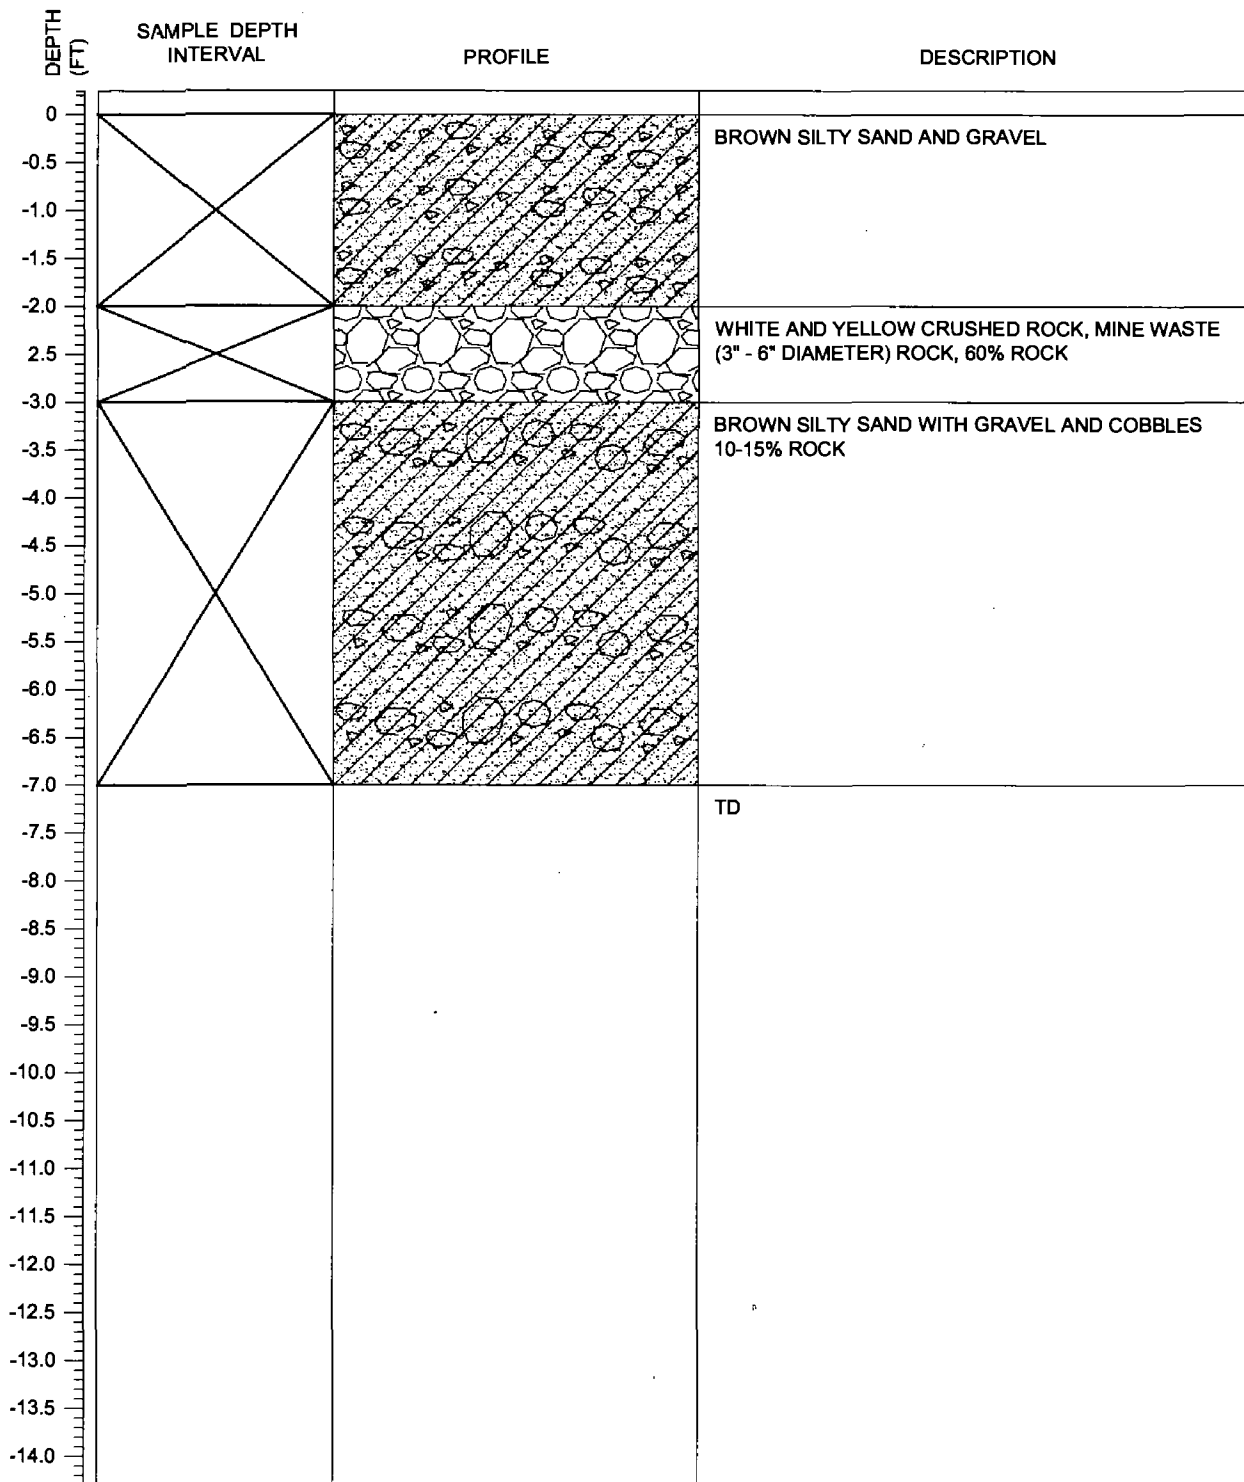 DEPTH
(FT)
SAMPLE DEPTH
INTERVAL
PROFILE
DESCRIPTION
0
-0.5
-1.0
-1.5
-2.0
2.5
-3.0
-3.5
-4.0
-4.5
-5.0
-5.5
-6.0
-6.5
-7.0
-7.5
-8.0
-8.5
-9.0
-9.5
-10.0
-10.5
-11.0
-11.5
-12.0
-12.5
-13.0
-13.5
-14.0
BROWN SILTY SAND AND GRAVEL
WHITE AND YELLOW CRUSHED ROCK, MINE WASTE
(3" - 6" DIAMETER) ROCK, 60% ROCK
BROWN SILTY SAND WITH GRAVEL AND COBBLES
10-15% ROCK
TD